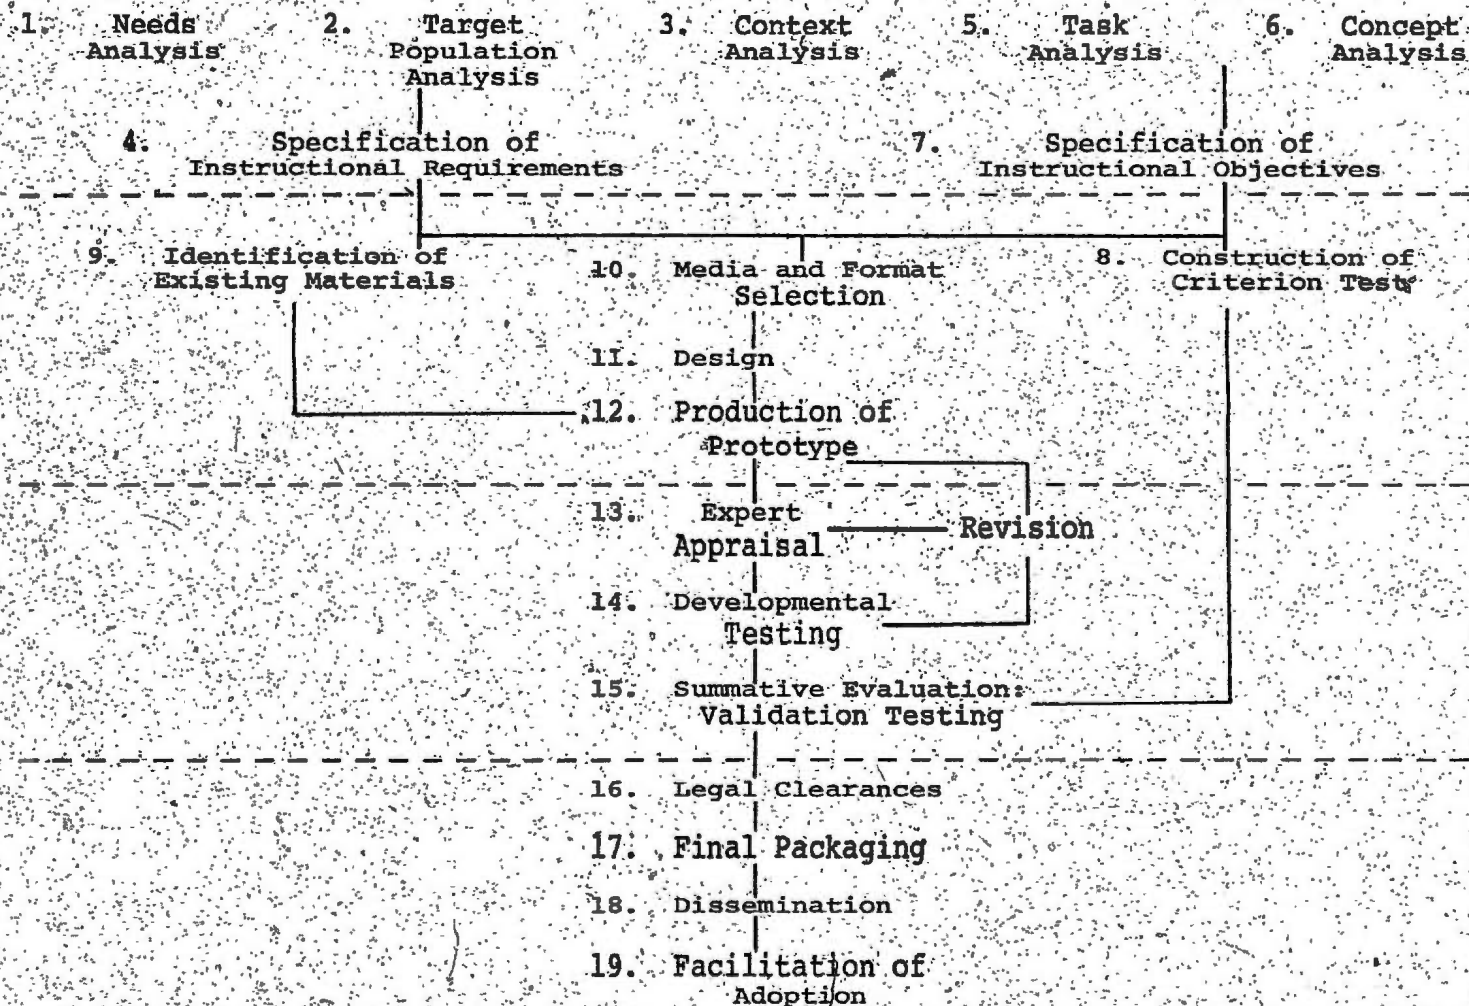 1. Needs Analysis
2. Target Population Analysis
3. Context Analysis
5. Task Analysis
6. Concept Analysis
4. Specification of
Instructional Requirements
7. Specification of
Instructional Objectives
9. Identification of
Existing Materials
10. Media and Format
Selection
8. Construction of
Criterion Test
11. Design
12. Production of
Prototype
13. Expert
Appraisal
Revision
14. Developmental
Testing
15. Summative Evaluation:
Validation Testing
16. Legal Clearances
17. Final Packaging
18. Dissemination
19. Facilitation of
Adoption